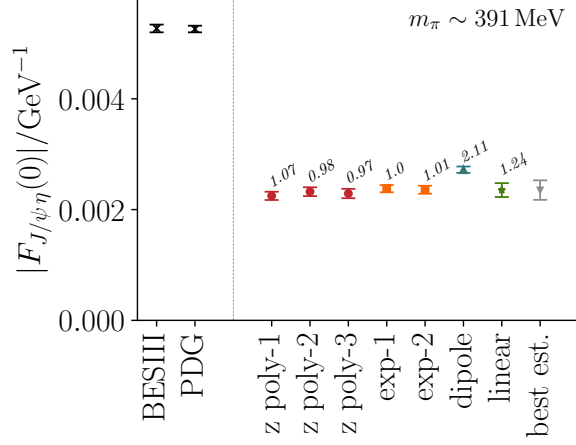 m_π ∼ 391 MeV
|F_{J/ψη}(0)|/GeV⁻¹
0.004
0.002
0.000
1.07
0.98
0.97
1.0
1.01
2.11
1.24
BESIII
PDG
z poly-1
z poly-2
z poly-3
exp-1
exp-2
dipole
linear
best est.